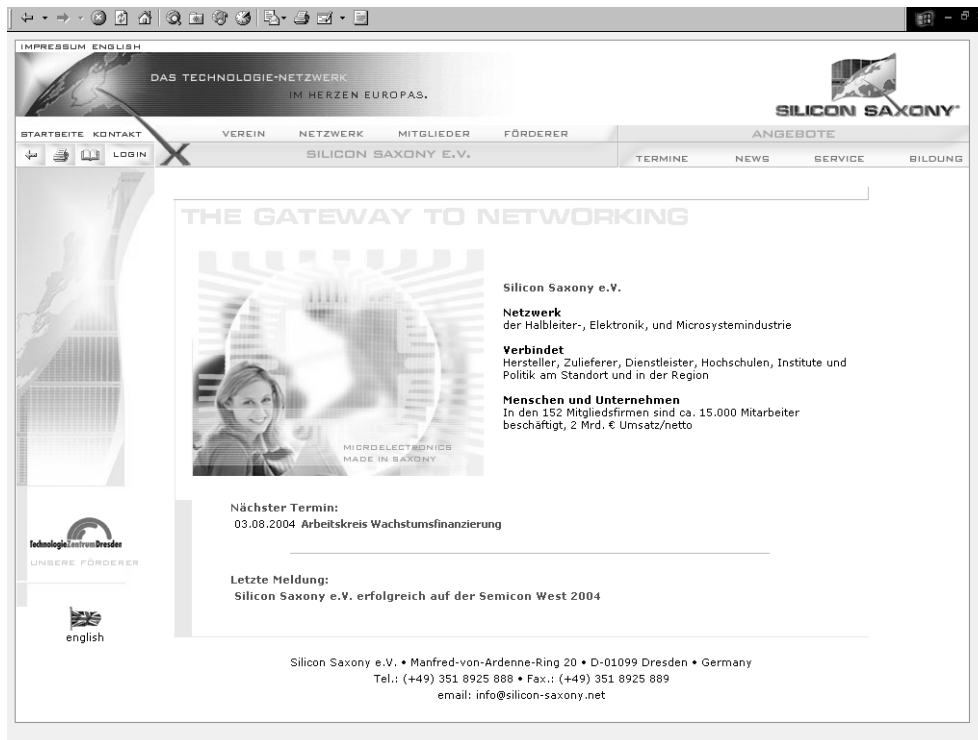 IMPRESSUM ENGLISH
DAS TECHNOLOGIE-NETZWERK
IM HERZEN EUROPAS.
SILICON SAXONY
STARTSEITE KONTAKT
VEREIN NETZWERK MITGLIEDER FÖRDERER
ANGEBOTE
LOGIN
SILICON SAXONY E.V.
TERMINE NEWS SERVICE BILDUNG
THE GATEWAY TO NETWORKING
MICROELECTRONICS
MADE IN SAXONY
Silicon Saxony e.V.
Netzwerk
der Halbleiter-, Elektronik, und Microsystemindustrie
Verbindet
Hersteller, Zulieferer, Dienstleister, Hochschulen, Institute und
Politik am Standort und in der Region
Menschen und Unternehmen
In den 152 Mitgliedsfirmen sind ca. 15.000 Mitarbeiter
beschäftigt, 2 Mrd. € Umsatz/netto
Nächster Termin:
03.08.2004 Arbeitskreis Wachstumsfinanzierung
Letzte Meldung:
Silicon Saxony e.V. erfolgreich auf der Semicon West 2004
TechnologieZentrumDresden
UNSERE FÖRDERER
english
Silicon Saxony e.V. • Manfred-von-Ardenne-Ring 20 • D-01099 Dresden • Germany
Tel.: (+49) 351 8925 888 • Fax.: (+49) 351 8925 889
email: info@silicon-saxony.net